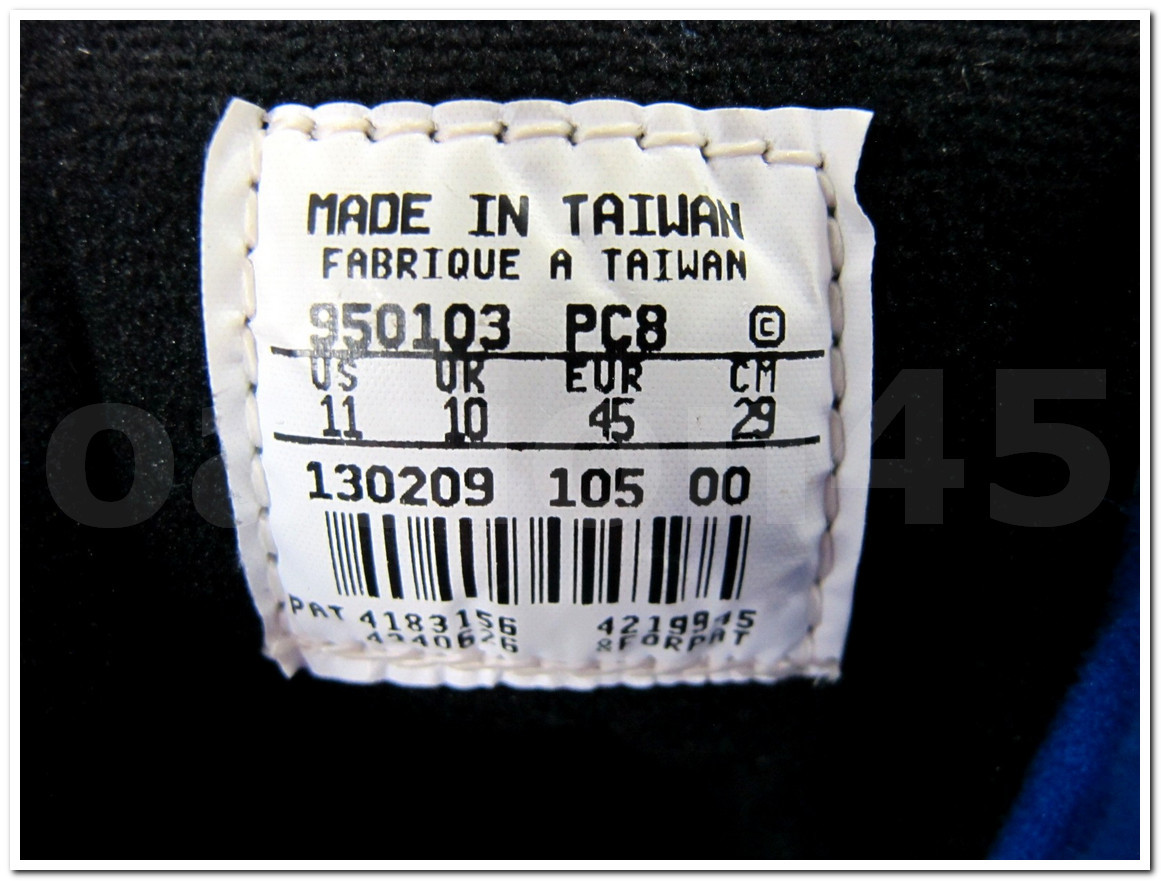 MADE IN TAIWAN
FABRIQUE A TAIWAN
950103 PC8 ©
US UK EUR CM
11 10 45 29
130209 105 00
PAT 4183156 4219945
&FORPAT